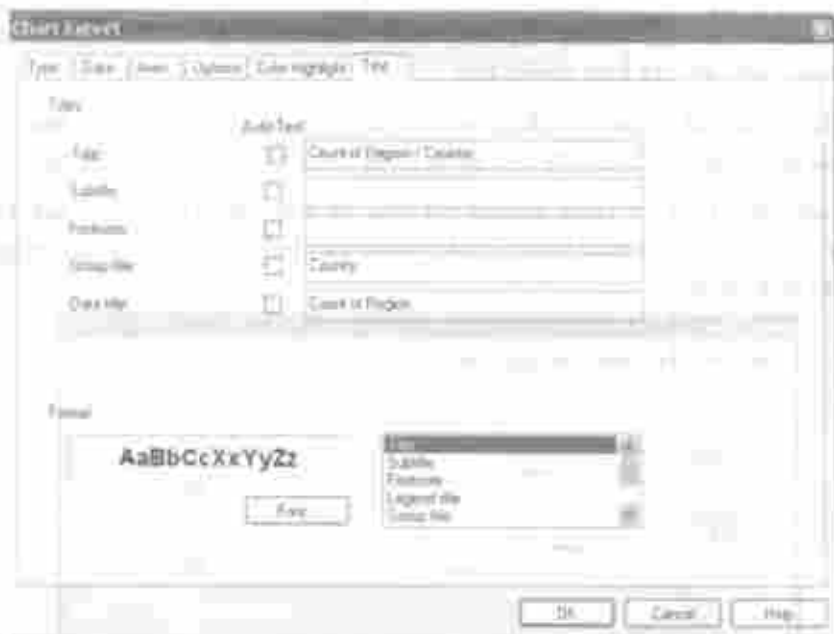 Chart Expert
Type Data Axes Options Color Highlight Text
Titles
Auto-Text
Title Count of Region / Country
Subtitle
Footnote
Group title Country
Data title Count of Region
Format
AaBbCcXxYyZz
Title
Subtitle
Footnote
Legend title
Group title
Font
OK Cancel Help